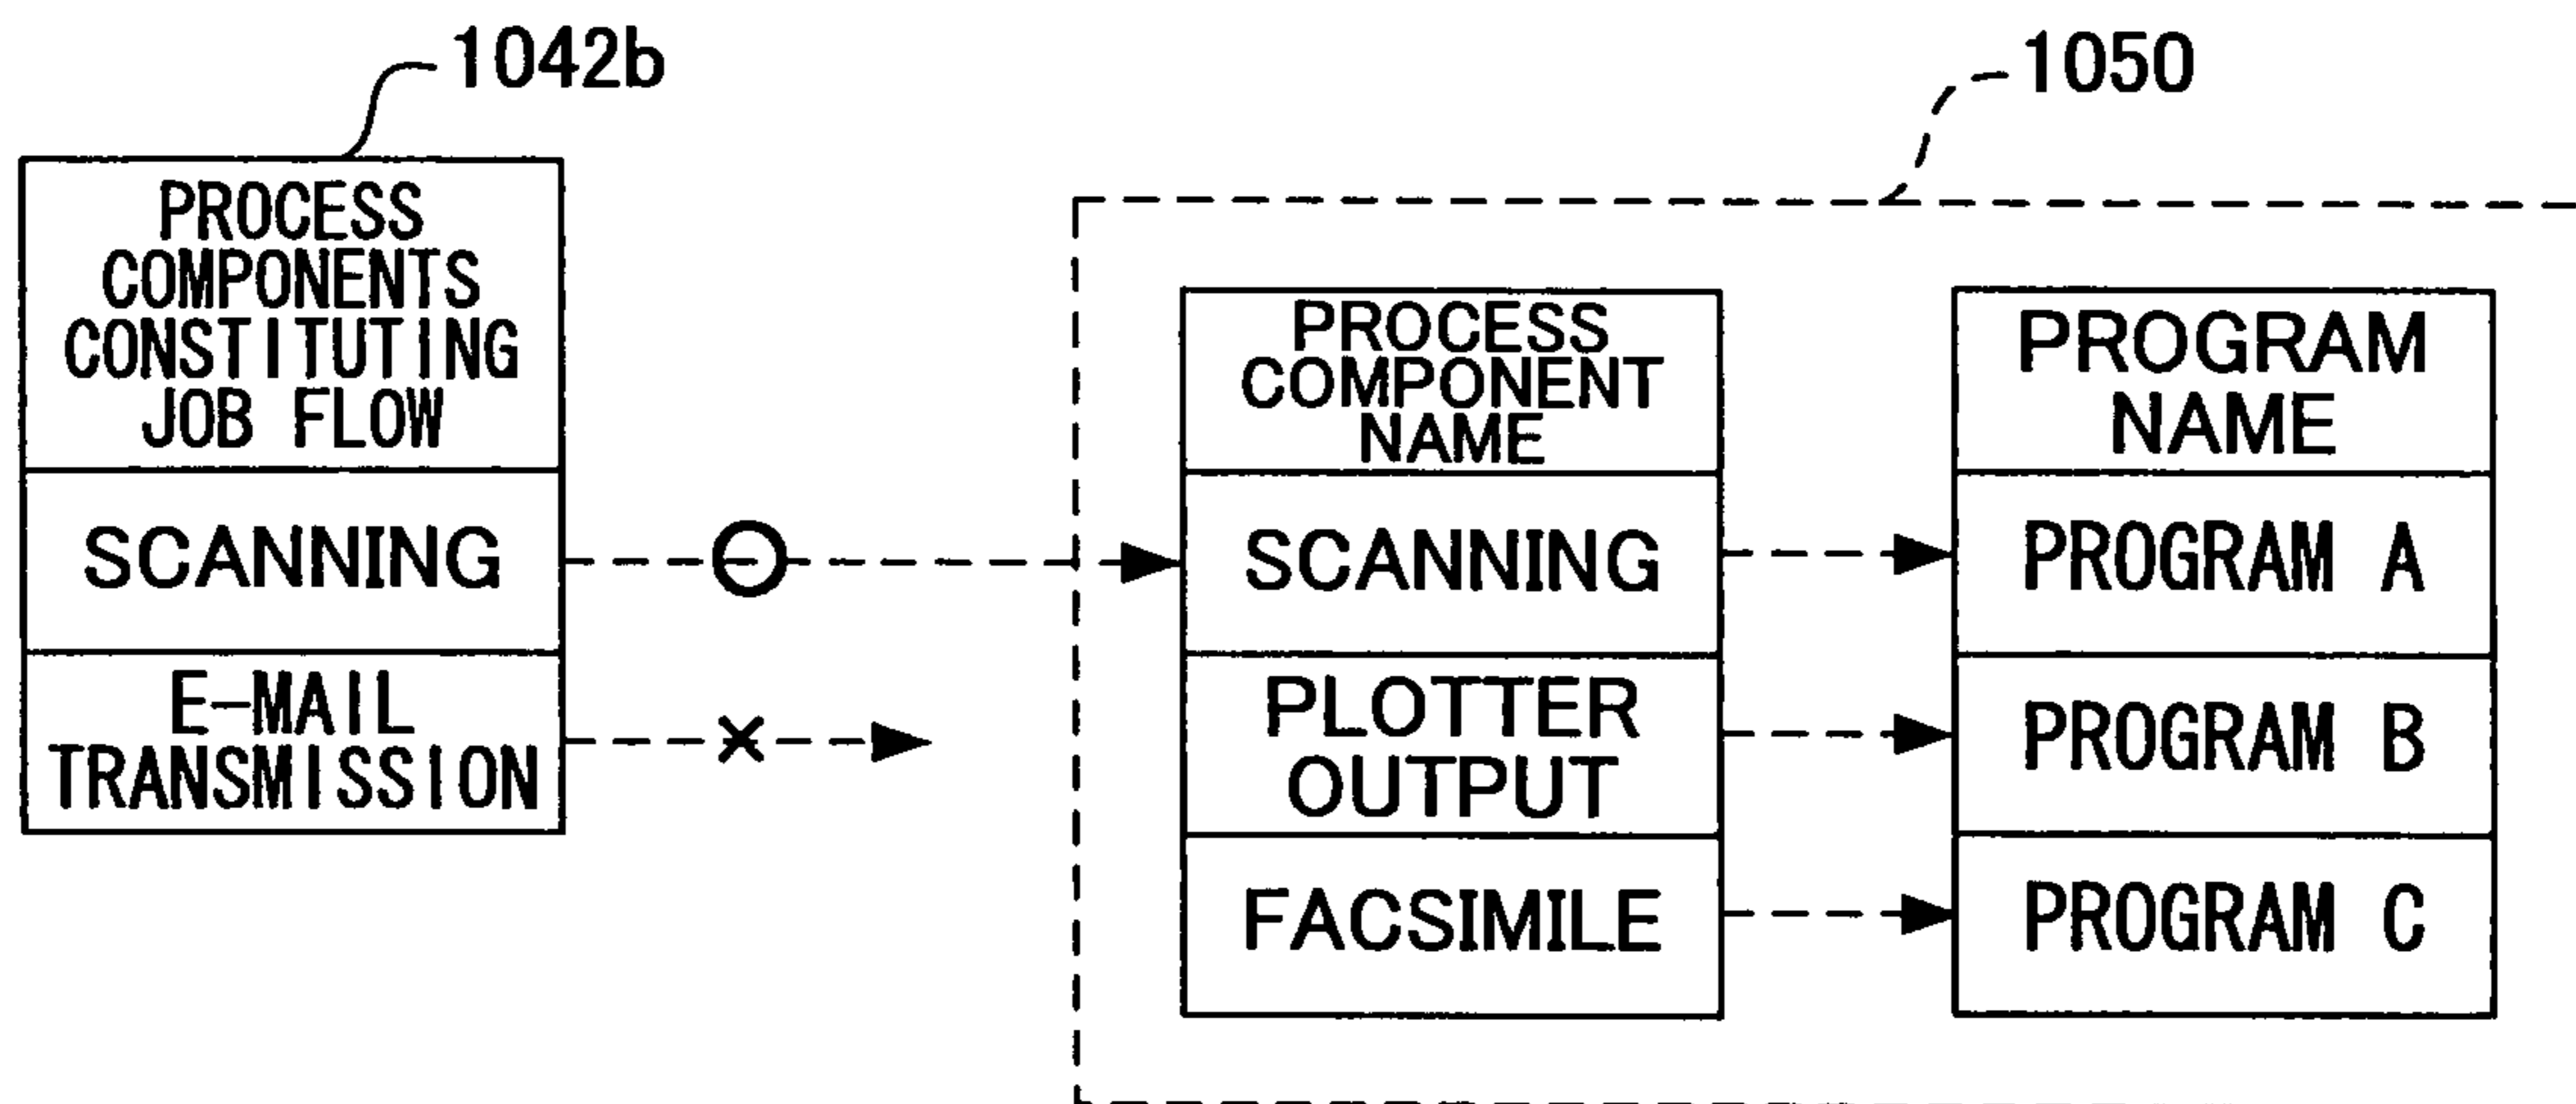 1042b
1050
PROCESS
COMPONENTS
CONSTITUTING
JOB FLOW
SCANNING
E-MAIL
TRANSMISSION
PROCESS
COMPONENT
NAME
SCANNING
PLOTTER
OUTPUT
FACSIMILE
PROGRAM
NAME
PROGRAM A
PROGRAM B
PROGRAM C